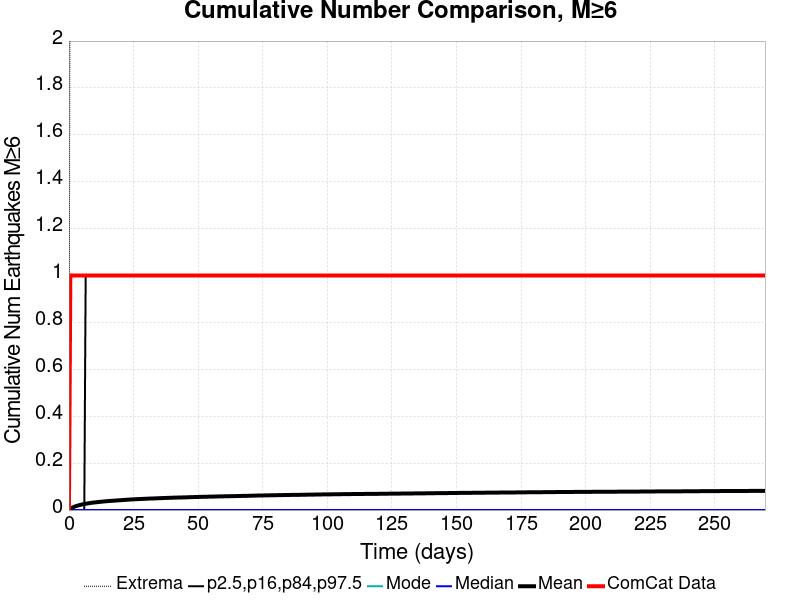 Cumulative Number Comparison, M≥6
Cumulative Num Earthquakes M≥6
2
1.8
1.6
1.4
1.2
1
0.8
0.6
0.4
0.2
0
0 25 50 75 100 125 150 175 200 225 250
Time (days)
Extrema p2.5,p16,p84,p97.5 Mode Median Mean ComCat Data